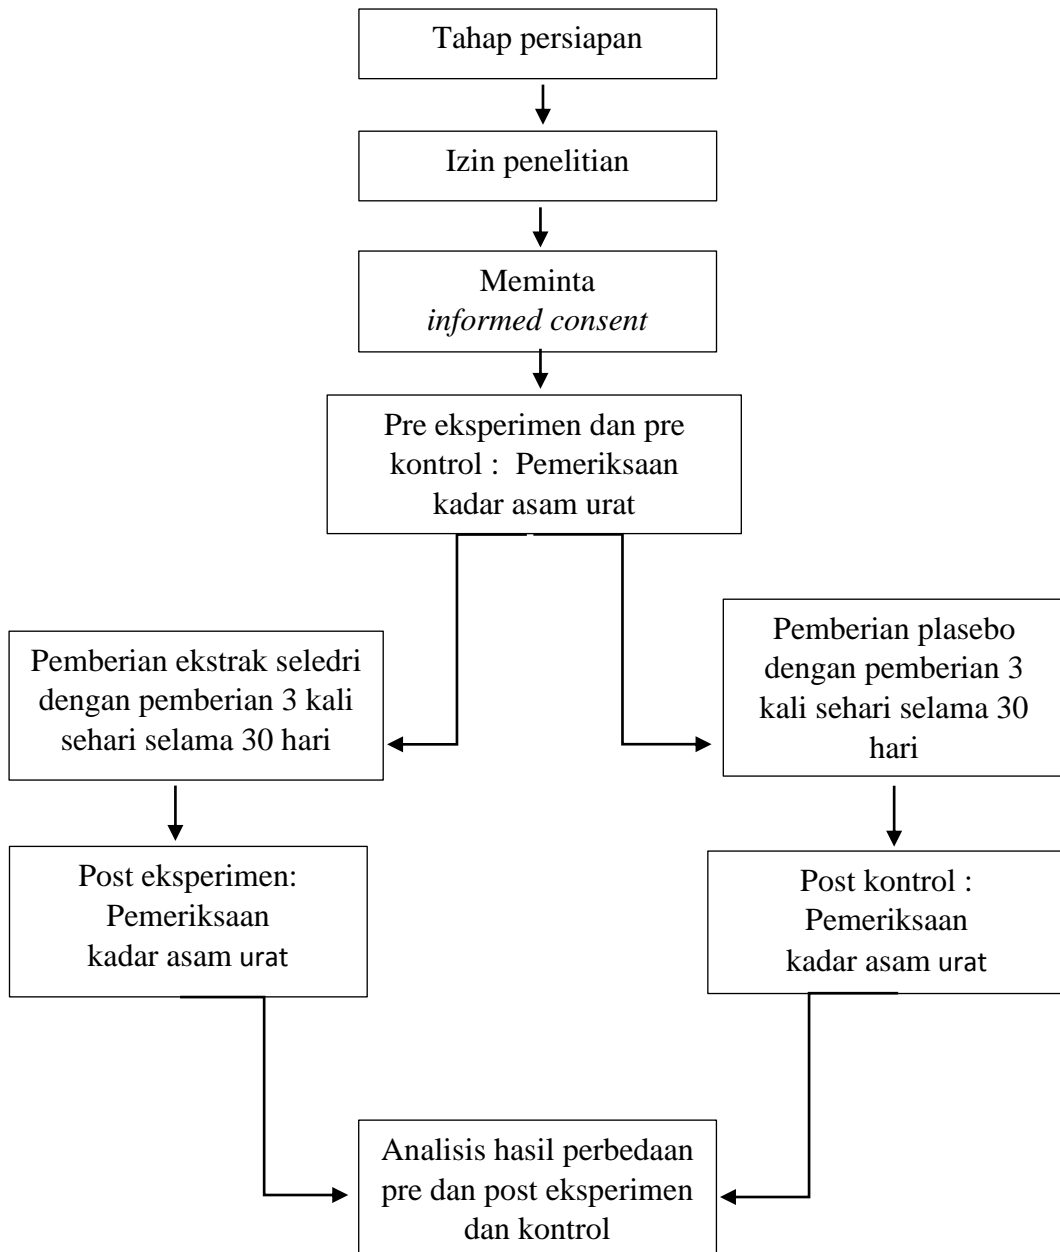 Tahap persiapan
Izin penelitian
Meminta
informed consent
Pre eksperimen dan pre
kontrol : Pemeriksaan
kadar asam urat
Pemberian ekstrak seledri
dengan pemberian 3 kali
sehari selama 30 hari
Pemberian plasebo
dengan pemberian 3
kali sehari selama 30
hari
Post eksperimen:
Pemeriksaan
kadar asam urat
Post kontrol :
Pemeriksaan
kadar asam urat
Analisis hasil perbedaan
pre dan post eksperimen
dan kontrol